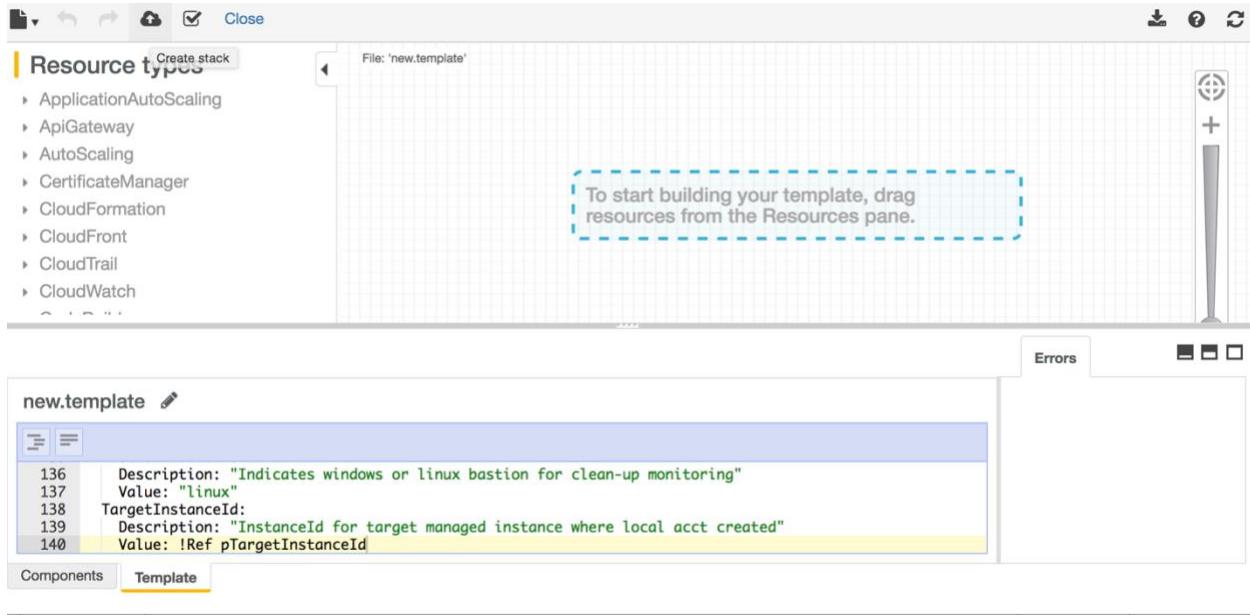 Close
Create stack
Resource types
ApplicationAutoScaling
ApiGateway
AutoScaling
CertificateManager
CloudFormation
CloudFront
CloudTrail
CloudWatch
File: 'new.template'
To start building your template, drag
resources from the Resources pane.
Errors
new.template
136 Description: "Indicates windows or linux bastion for clean-up monitoring"
137 Value: "linux"
138 TargetInstanceId:
139 Description: "InstanceId for target managed instance where local acct created"
140 Value: !Ref pTargetInstanceId
Components
Template